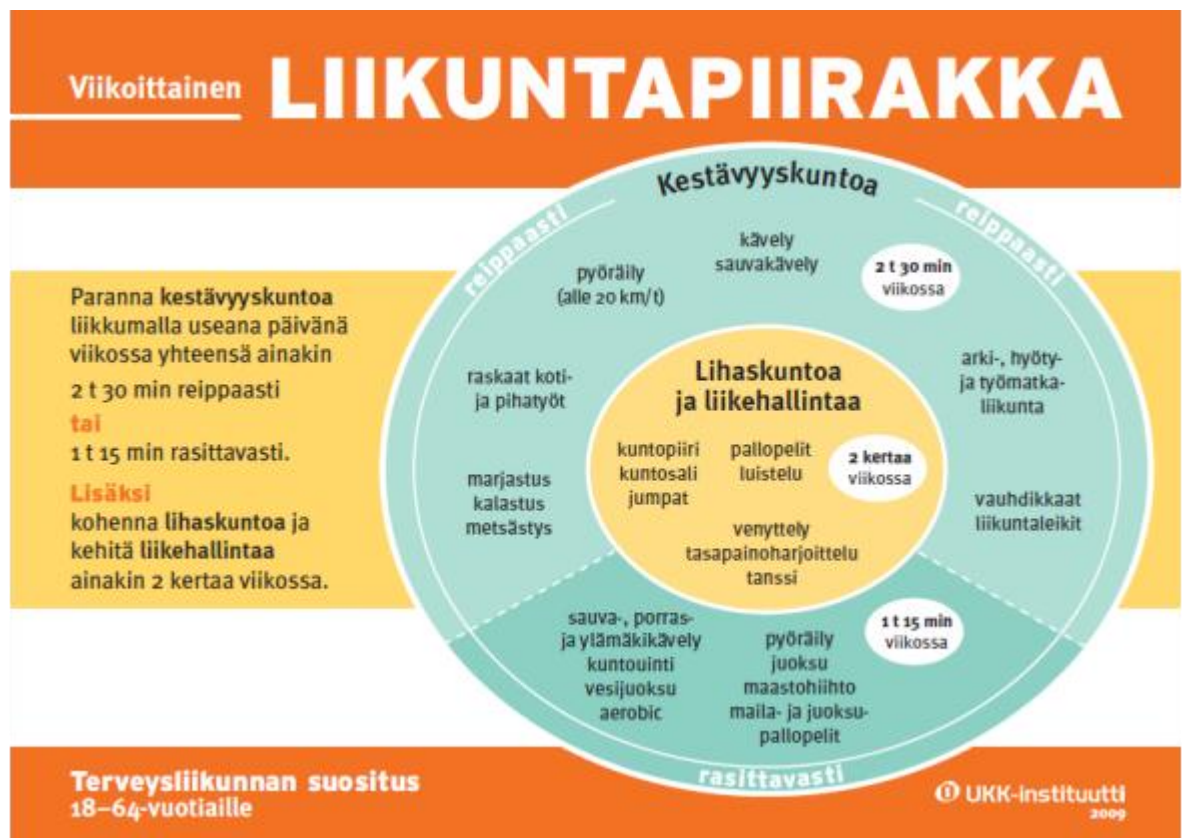 Viikoittainen LIIKUNTAPIIRAKKA
Paranna kestävyyskuntoa
liikkumalla useana päivänä
viikossa yhteensä ainakin
2 t 30 min reippaasti
tai
1 t 15 min rasittavasti.
Lisäksi
kohenna lihaskuntoa ja
kehitä liikehallintaa
ainakin 2 kertaa viikossa.
Kestävyyskuntoa
reippaasti
reippaasti
kävely
sauvakävely
2 t 30 min
viikossa
pyöräily
(alle 20 km/t)
raskaat koti-
ja pihatyöt
marjastus
kalastus
metsästys
arki-, hyöty-
ja työmatka-
liikunta
vauhdikkaat
liikuntaleikit
Lihaskuntoa
ja liikehallintaa
kuntopiiri
kuntosali
jumpat
pallopelit
luistelu
2 kertaa
viikossa
venyttely
tasapainoharjoittelu
tanssi
sauva-, porras-
ja ylämäkikävely
kuntouinti
vesijuoksu
aerobic
pyöräily
juoksu
maastohiihto
maila- ja juoksu-
pallopelit
1 t 15 min
viikossa
rasittavasti
Terveysliikunnan suositus
18–64-vuotiaille
UKK-instituutti
2009